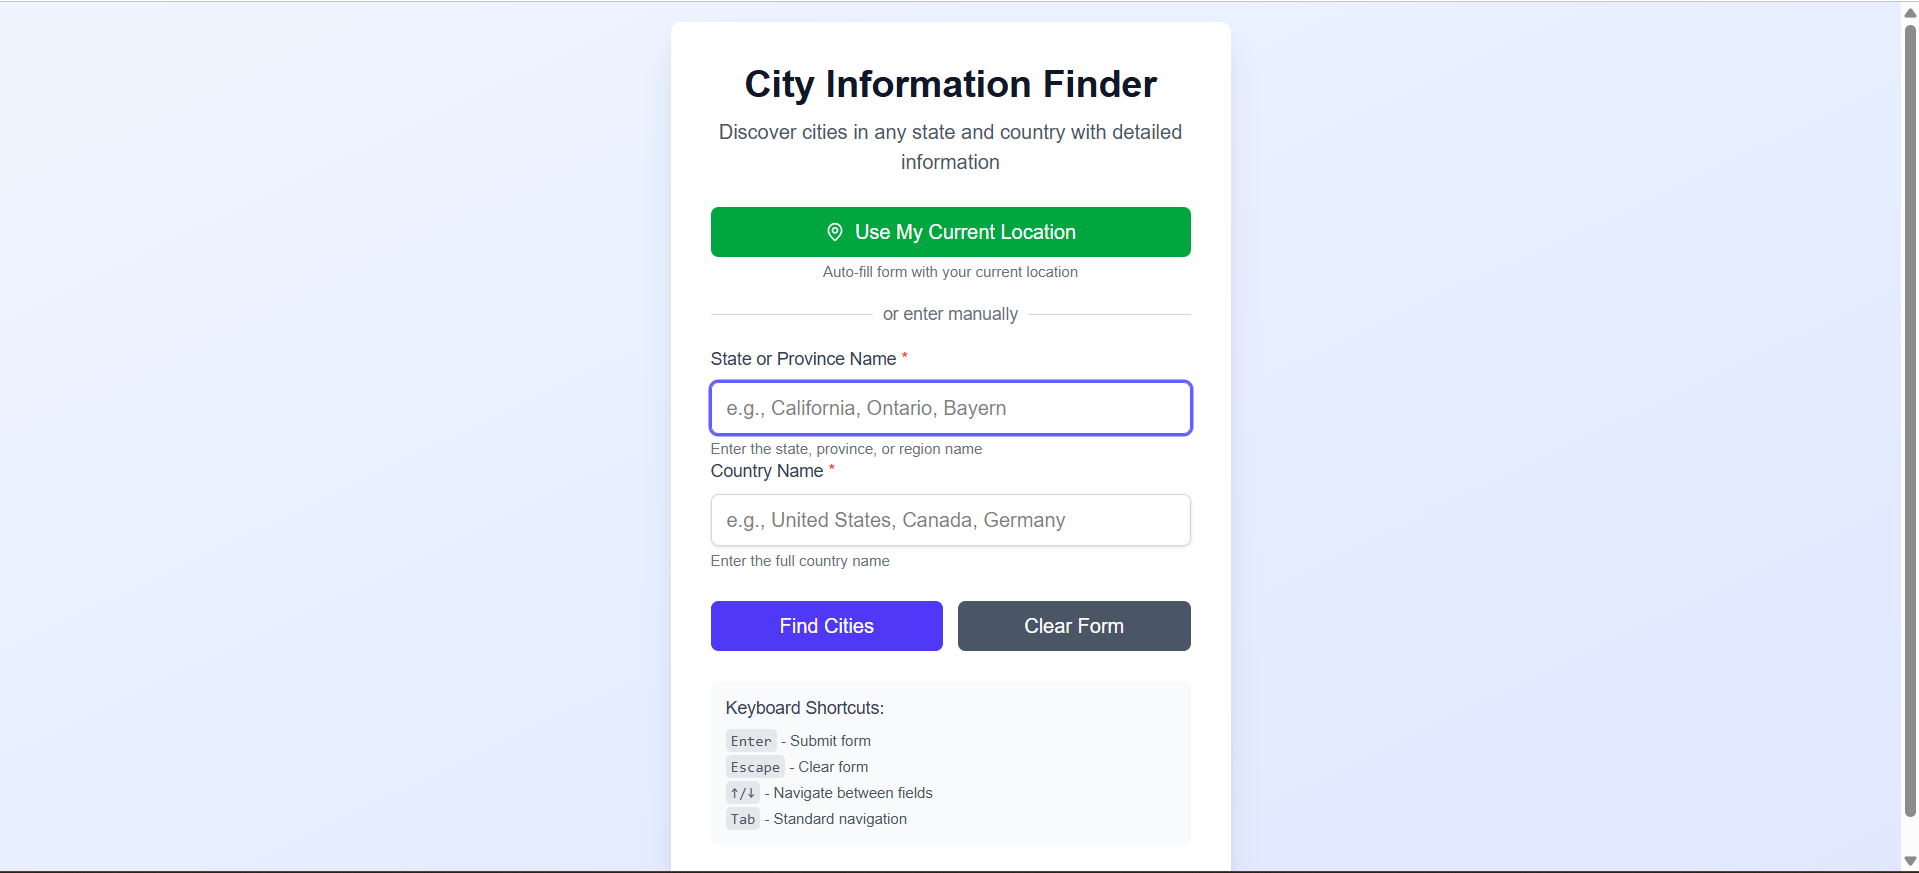 City Information Finder
Discover cities in any state and country with detailed
information
Use My Current Location
Auto-fill form with your current location
or enter manually
State or Province Name *
e.g., California, Ontario, Bayern
Enter the state, province, or region name
Country Name *
e.g., United States, Canada, Germany
Enter the full country name
Find Cities
Clear Form
Keyboard Shortcuts:
Enter - Submit form
Escape - Clear form
↑/↓ - Navigate between fields
Tab - Standard navigation